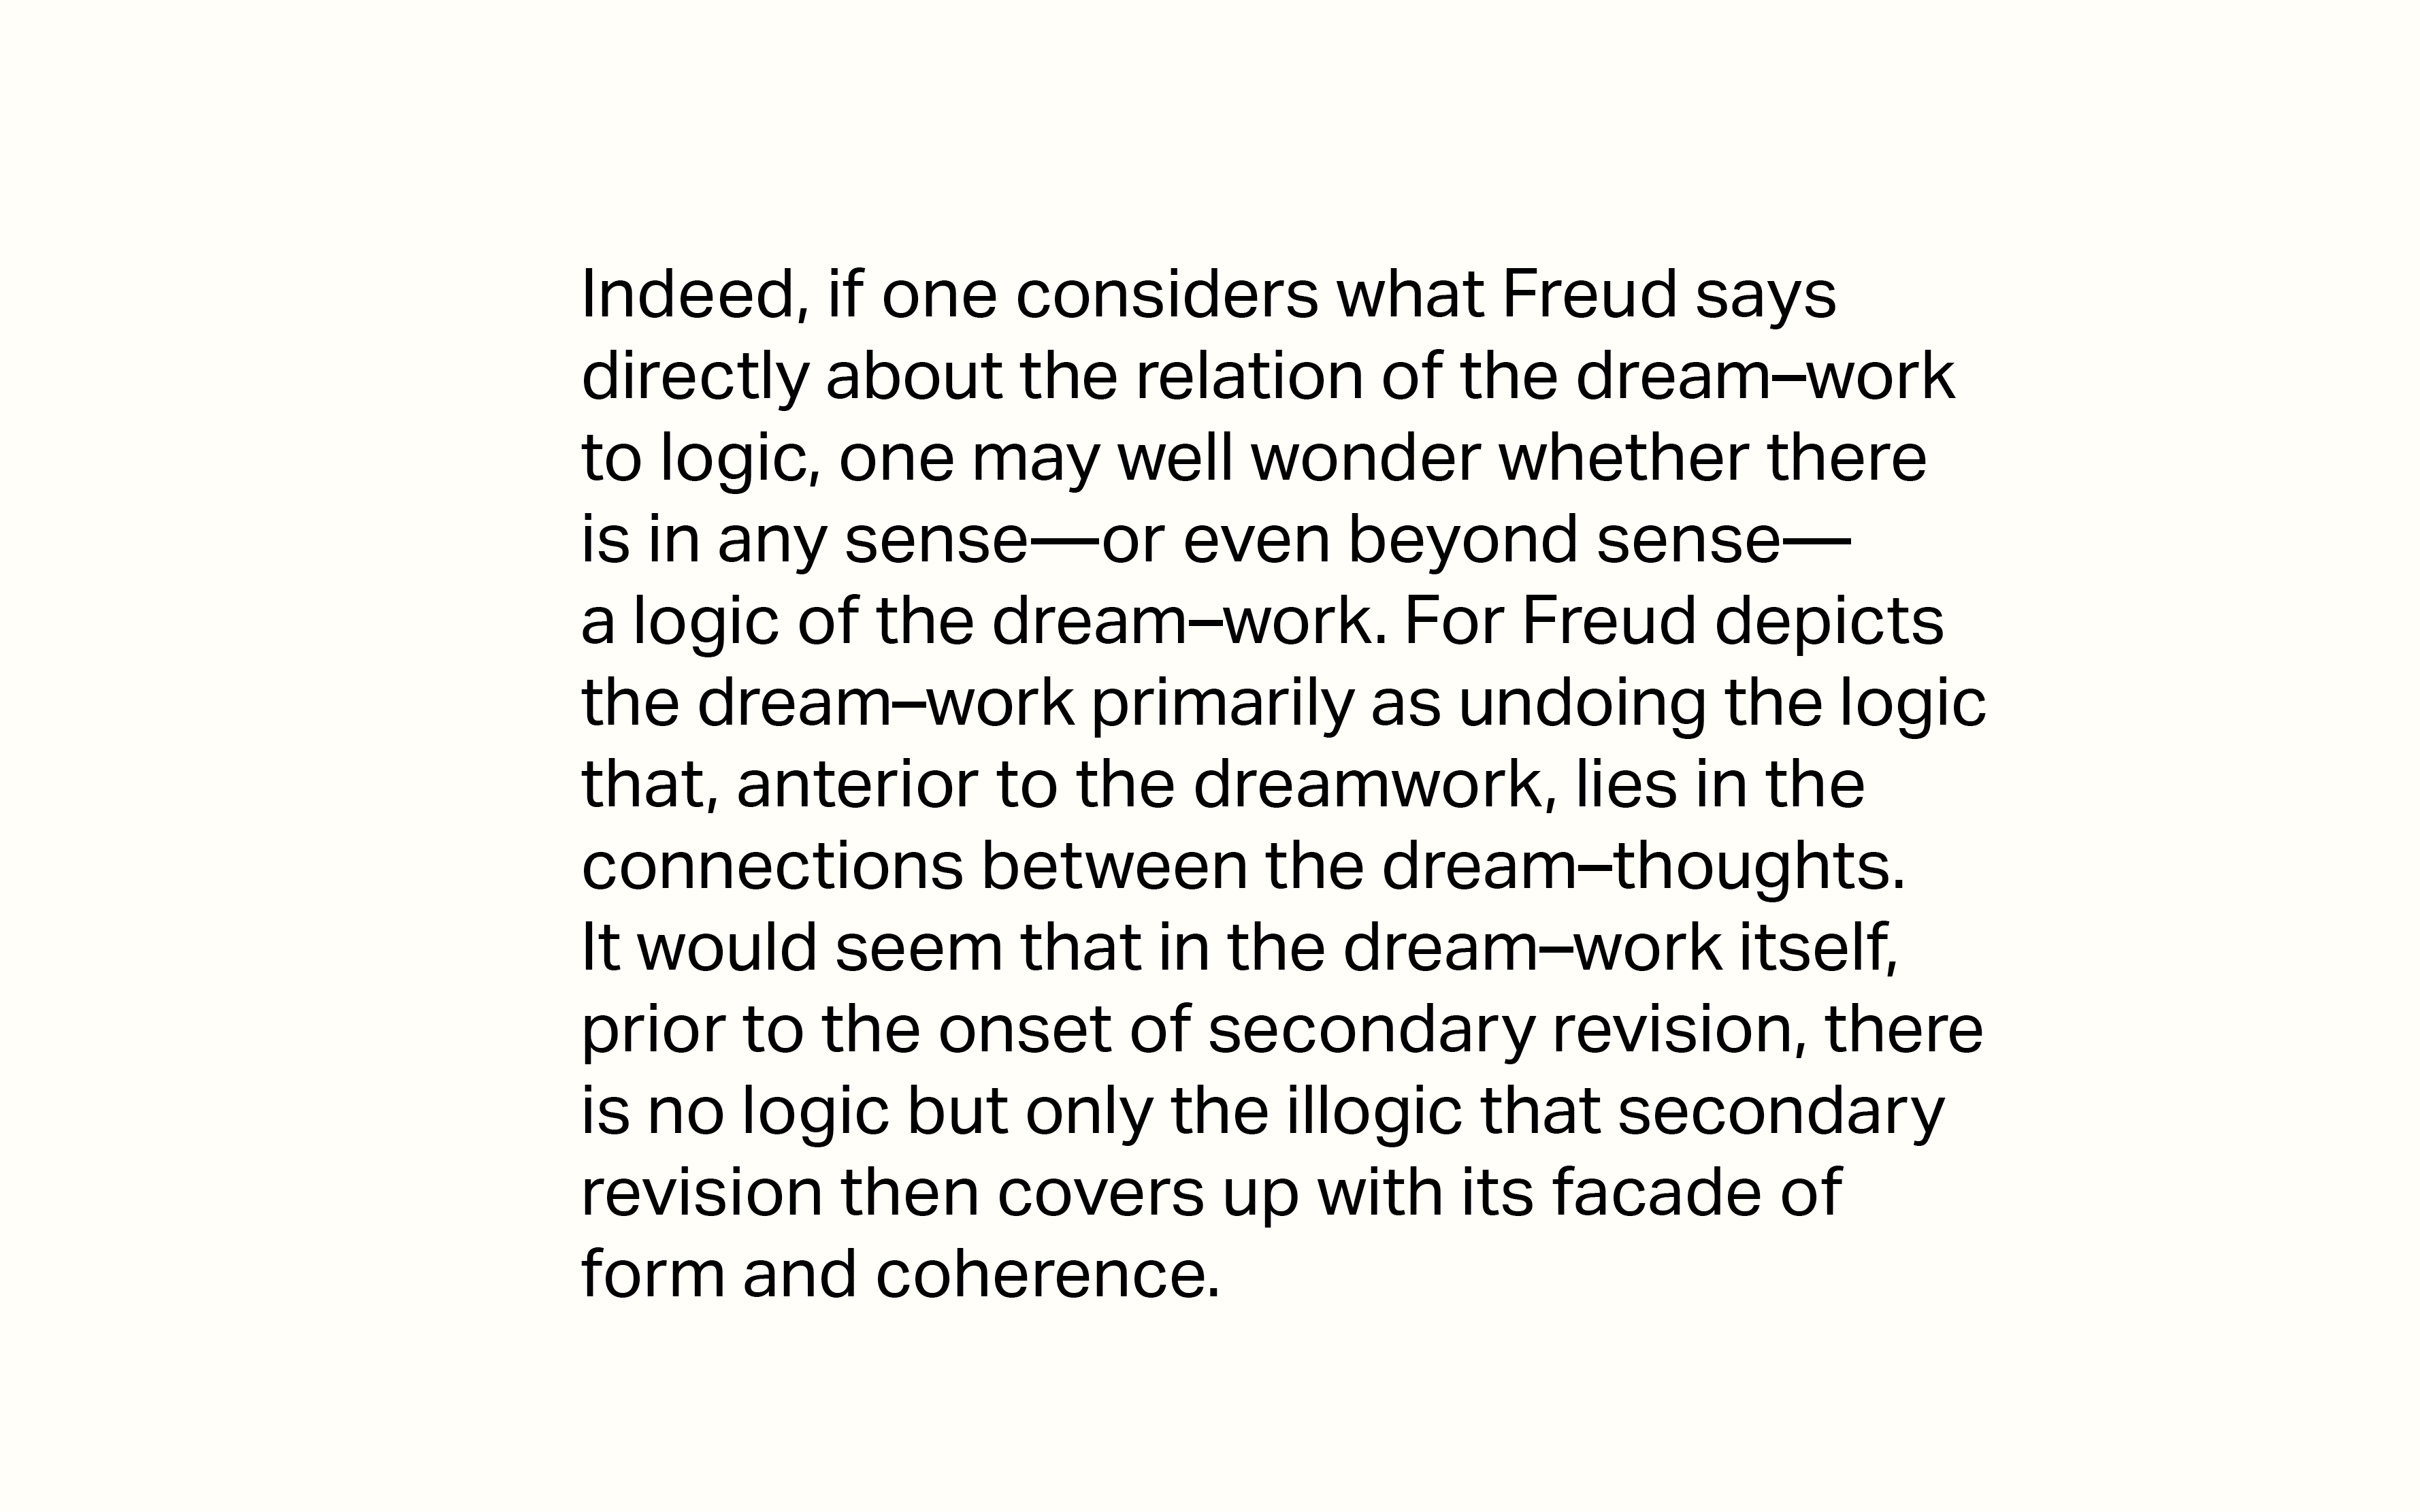 Indeed, if one considers what Freud says
directly about the relation of the dream–work
to logic, one may well wonder whether there
is in any sense—or even beyond sense—
a logic of the dream–work. For Freud depicts
the dream–work primarily as undoing the logic
that, anterior to the dreamwork, lies in the
connections between the dream–thoughts.
It would seem that in the dream–work itself,
prior to the onset of secondary revision, there
is no logic but only the illogic that secondary
revision then covers up with its facade of
form and coherence.